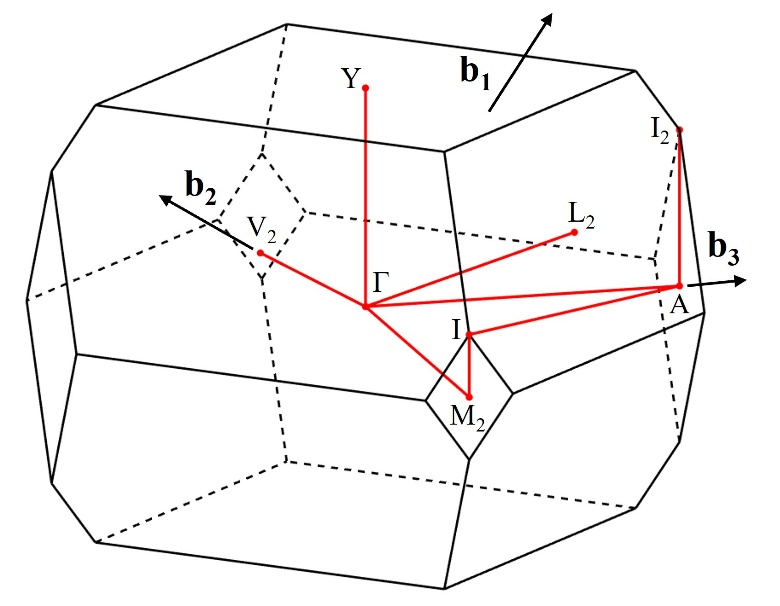 b₁
Y
I₂
b₂
L₂
V₂
b₃
Γ
A
I
M₂